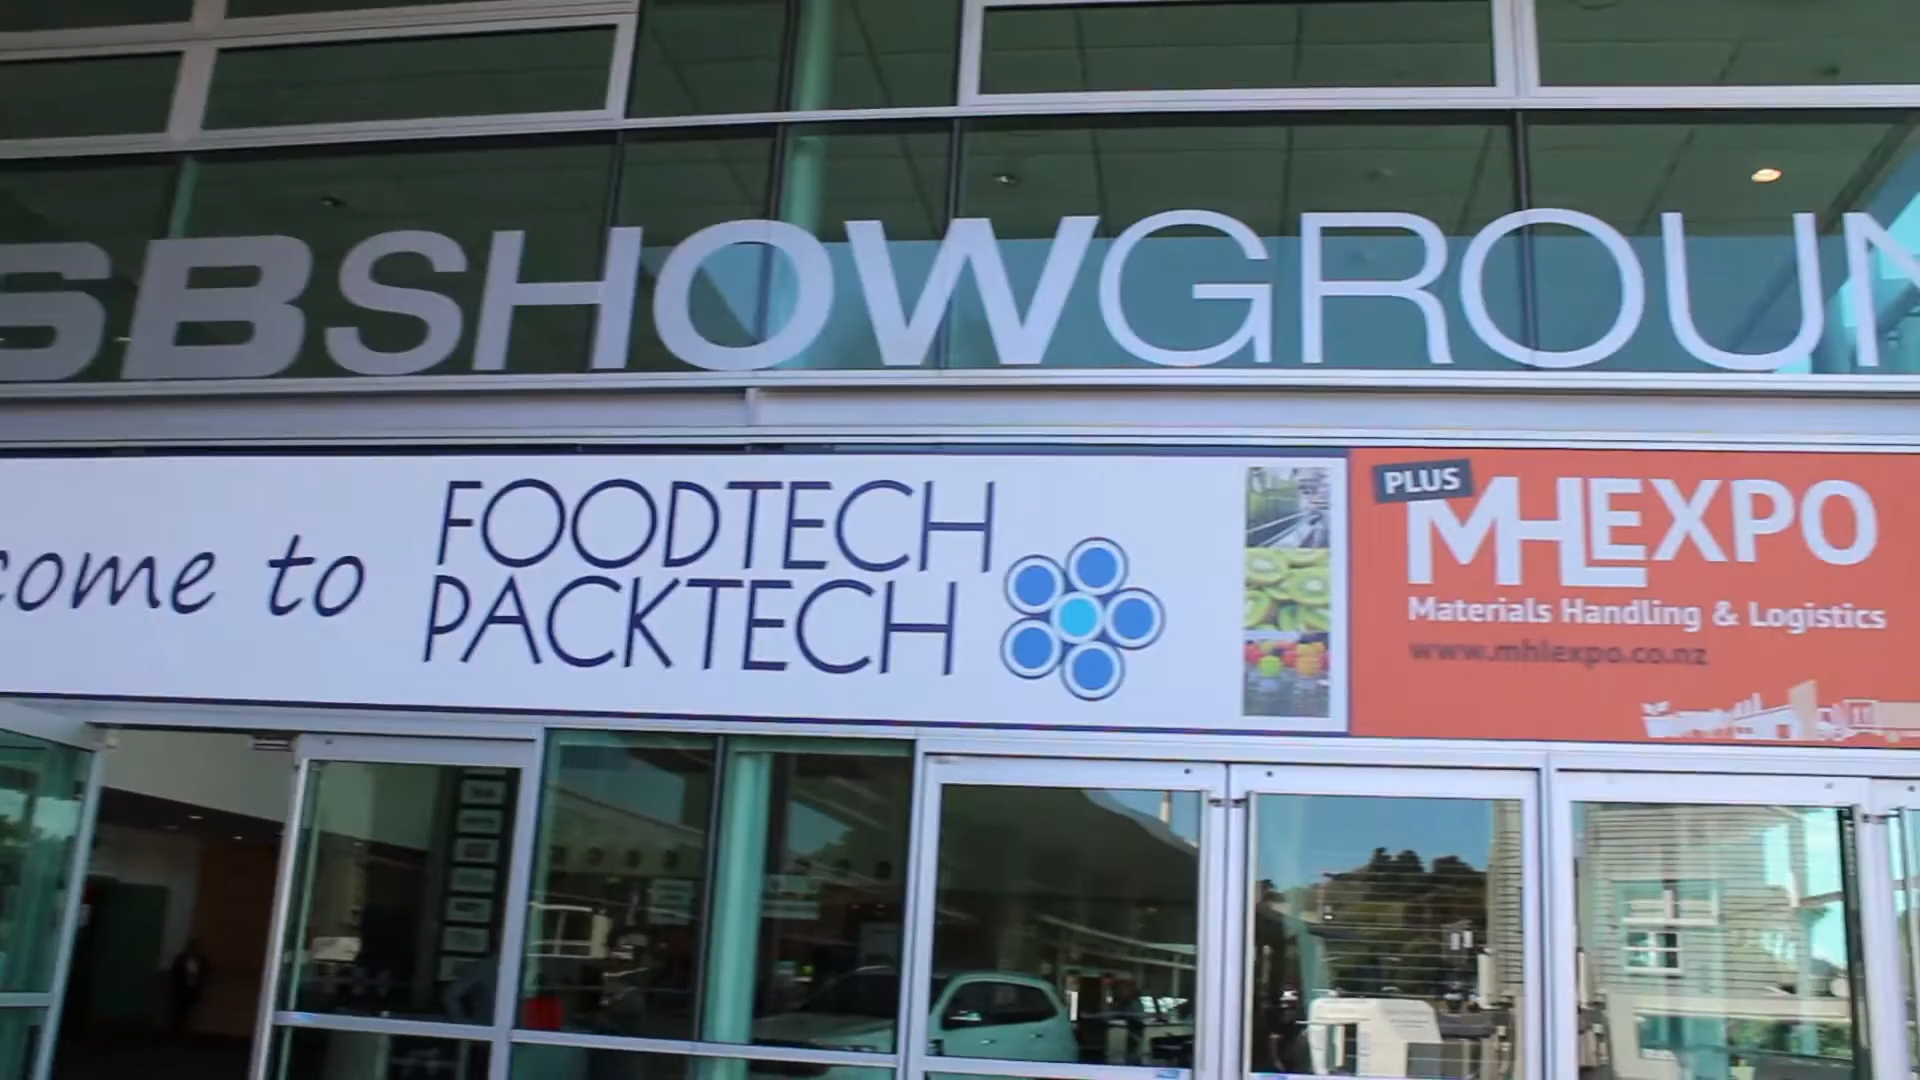 SBSHOWGROUN
come to
FOODTECH
PACKTECH
PLUS
MHLEXPO
Materials Handling & Logistics
www.mhlexpo.co.nz